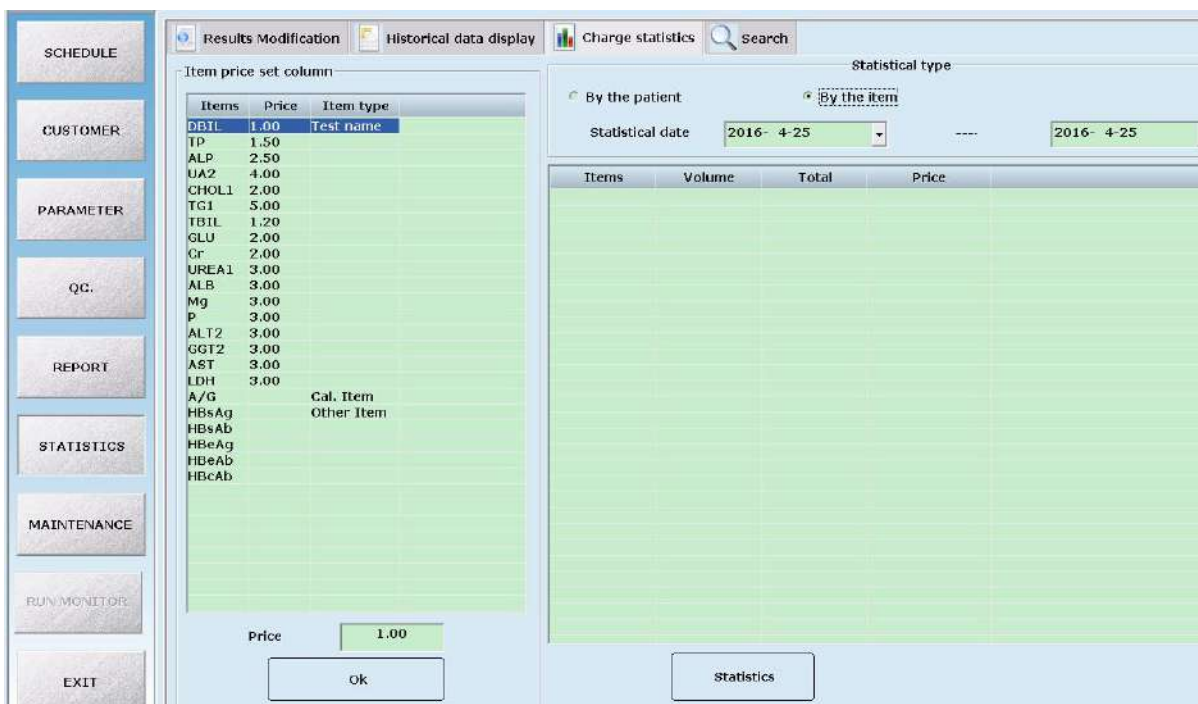 SCHEDULE
CUSTOMER
PARAMETER
QC.
REPORT
STATISTICS
MAINTENANCE
RUN MONITOR
EXIT
Results Modification Historical data display Charge statistics Search
Item price set column
Items Price Item type
DBIL 1.00 Test name
TP 1.50
ALP 2.50
UA2 4.00
CHOL1 2.00
TG1 5.00
TBIL 1.20
GLU 2.00
Cr 2.00
UREA1 3.00
ALB 3.00
Mg 3.00
P 3.00
ALT2 3.00
GGT2 3.00
AST 3.00
LDH 3.00
A/G Cal. Item
HBsAg Other Item
HBsAb
HBeAg
HBeAb
HBcAb
Price 1.00
Ok
Statistical type
By the patient By the item
Statistical date 2016- 4-25 ---- 2016- 4-25
Items Volume Total Price
Statistics